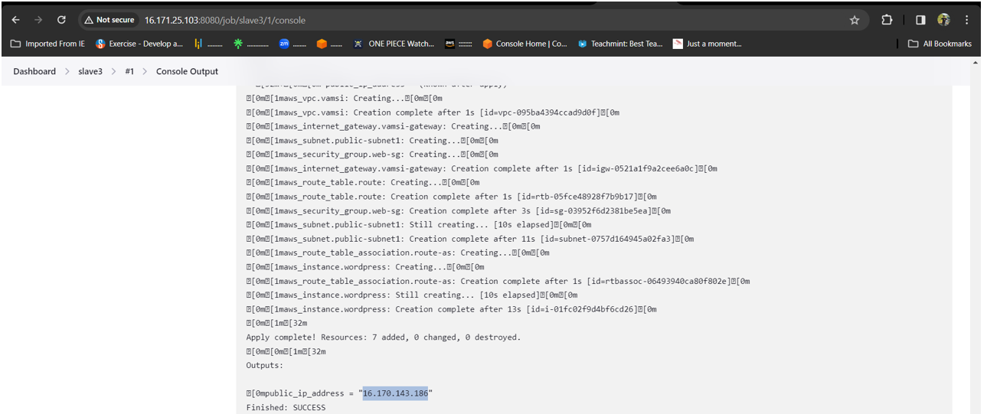 Not secure 16.171.25.103:8080/job/slave3/1/console
Imported From IE Exercise - Develop a... ......... ............. zm ........ ....... ONE PIECE Watch... aws :::::::: Console Home | Co... Teachmint: Best Tea... Just a moment... All Bookmarks
Dashboard > slave3 > #1 > Console Output
[0m[1maws_vpc.vamsi: Creating...[0m[0m
[0m[1maws_vpc.vamsi: Creation complete after 1s [id=vpc-095ba4394ccad9d0f][0m
[0m[1maws_internet_gateway.vamsi-gateway: Creating...[0m[0m
[0m[1maws_subnet.public-subnet1: Creating...[0m[0m
[0m[1maws_security_group.web-sg: Creating...[0m[0m
[0m[1maws_internet_gateway.vamsi-gateway: Creation complete after 1s [id=igw-0521a1f9a2cee6a0c][0m
[0m[1maws_route_table.route: Creating...[0m[0m
[0m[1maws_route_table.route: Creation complete after 1s [id=rtb-05fce48928f7b9b17][0m
[0m[1maws_security_group.web-sg: Creation complete after 3s [id=sg-03952f6d2381be5ea][0m
[0m[1maws_subnet.public-subnet1: Still creating... [10s elapsed][0m[0m
[0m[1maws_subnet.public-subnet1: Creation complete after 11s [id=subnet-0757d164945a02fa3][0m
[0m[1maws_route_table_association.route-as: Creating...[0m[0m
[0m[1maws_instance.wordpress: Creating...[0m[0m
[0m[1maws_route_table_association.route-as: Creation complete after 1s [id=rtbassoc-06493940ca80f802e][0m
[0m[1maws_instance.wordpress: Still creating... [10s elapsed][0m[0m
[0m[1maws_instance.wordpress: Creation complete after 13s [id=i-01fc02f9d4bf6cd26][0m
[0m[1m[32m
Apply complete! Resources: 7 added, 0 changed, 0 destroyed.
[0m[0m[1m[32m
Outputs:
[0mpublic_ip_address = "16.170.143.186"
Finished: SUCCESS